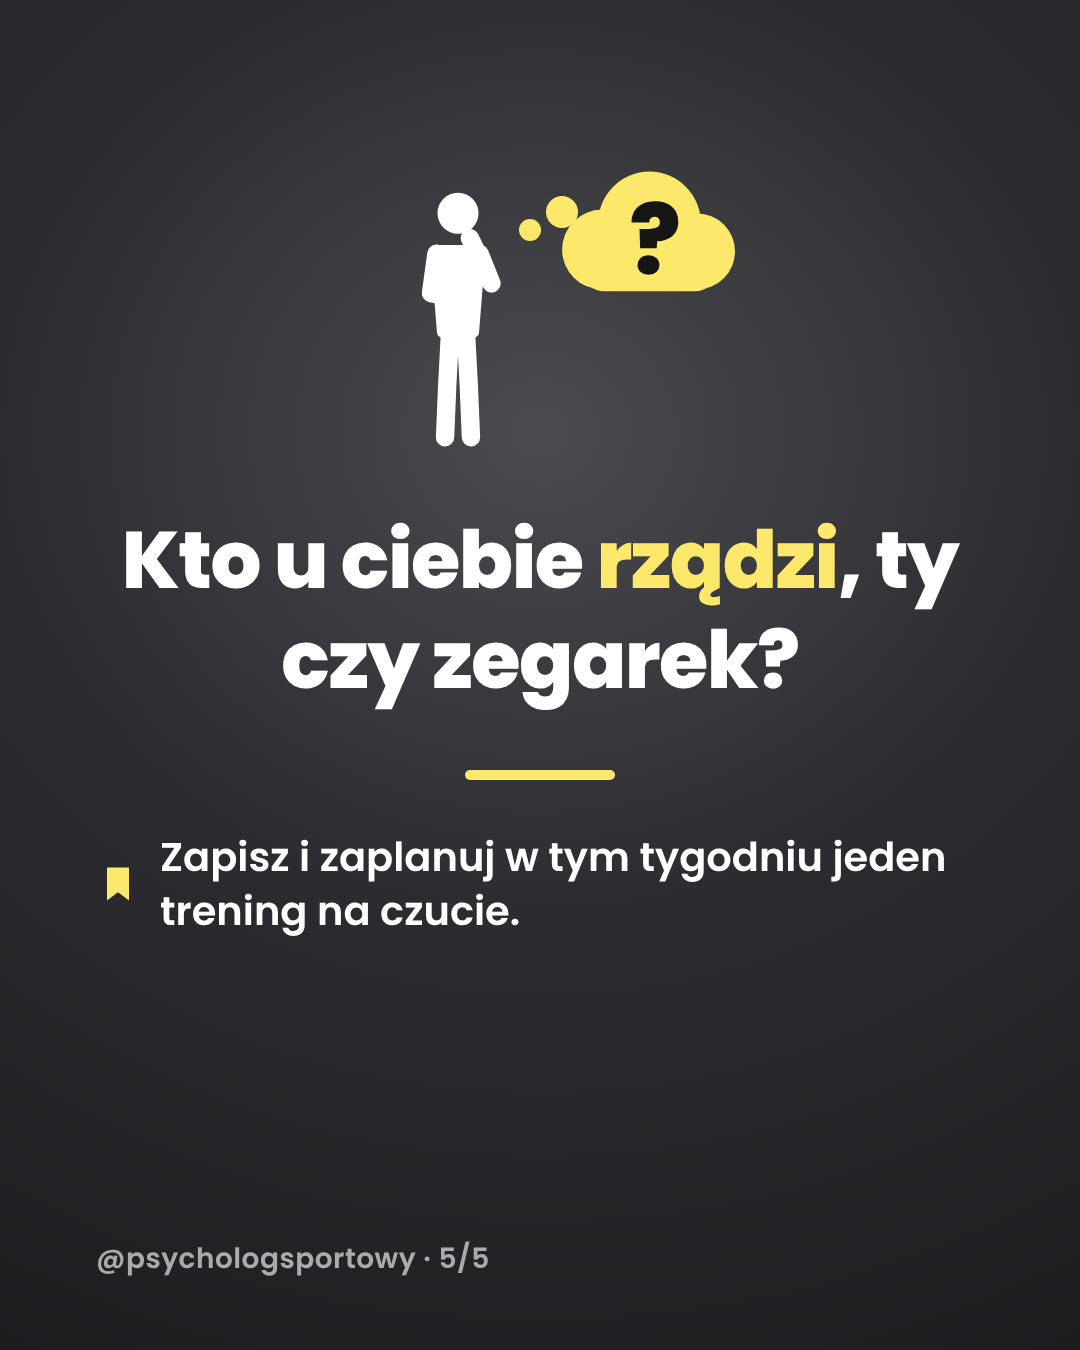 ?
Kto u ciebie rządzi, ty
czy zegarek?
Zapisz i zaplanuj w tym tygodniu jeden
trening na czucie.
@psychologsportowy · 5/5